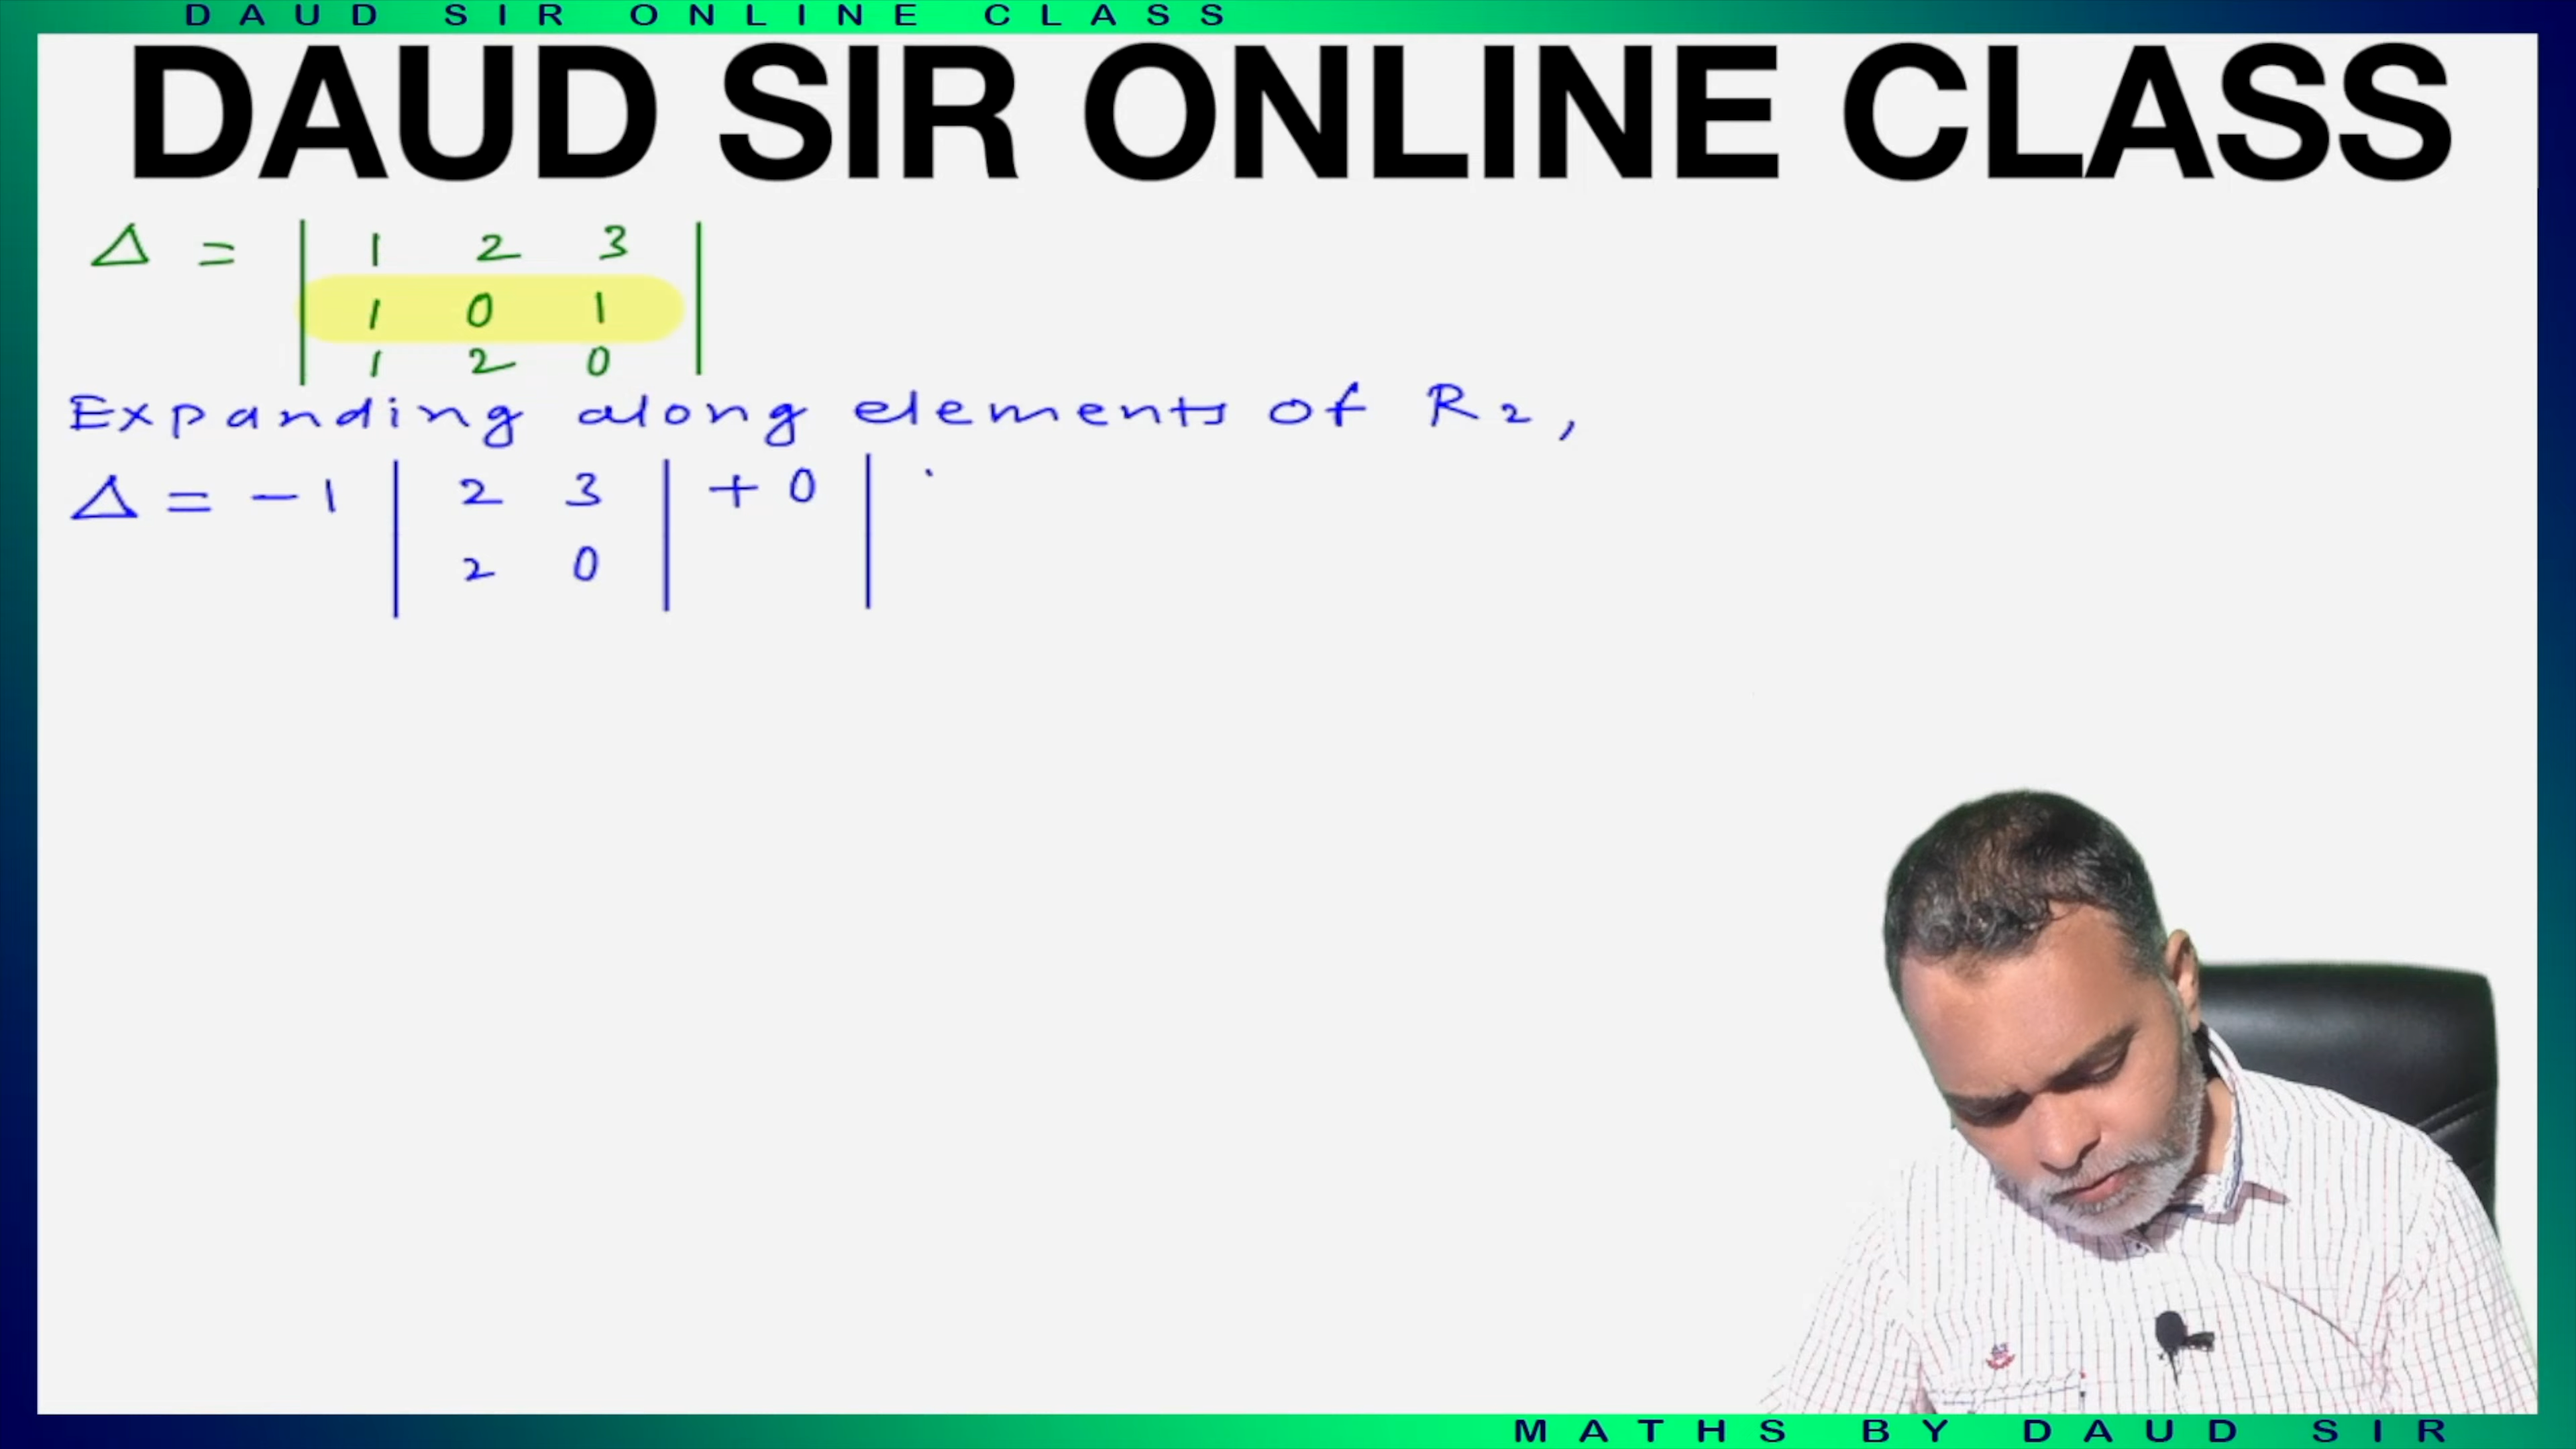 DAUD SIR ONLINE CLASS
DAUD SIR ONLINE CLASS
Δ = | 1 2 3 |
| 1 0 1 |
| 1 2 0 |
Expanding along elements of R2,
Δ = -1 | 2 3 | + 0 |
| 2 0 |
MATHS BY DAUD SIR